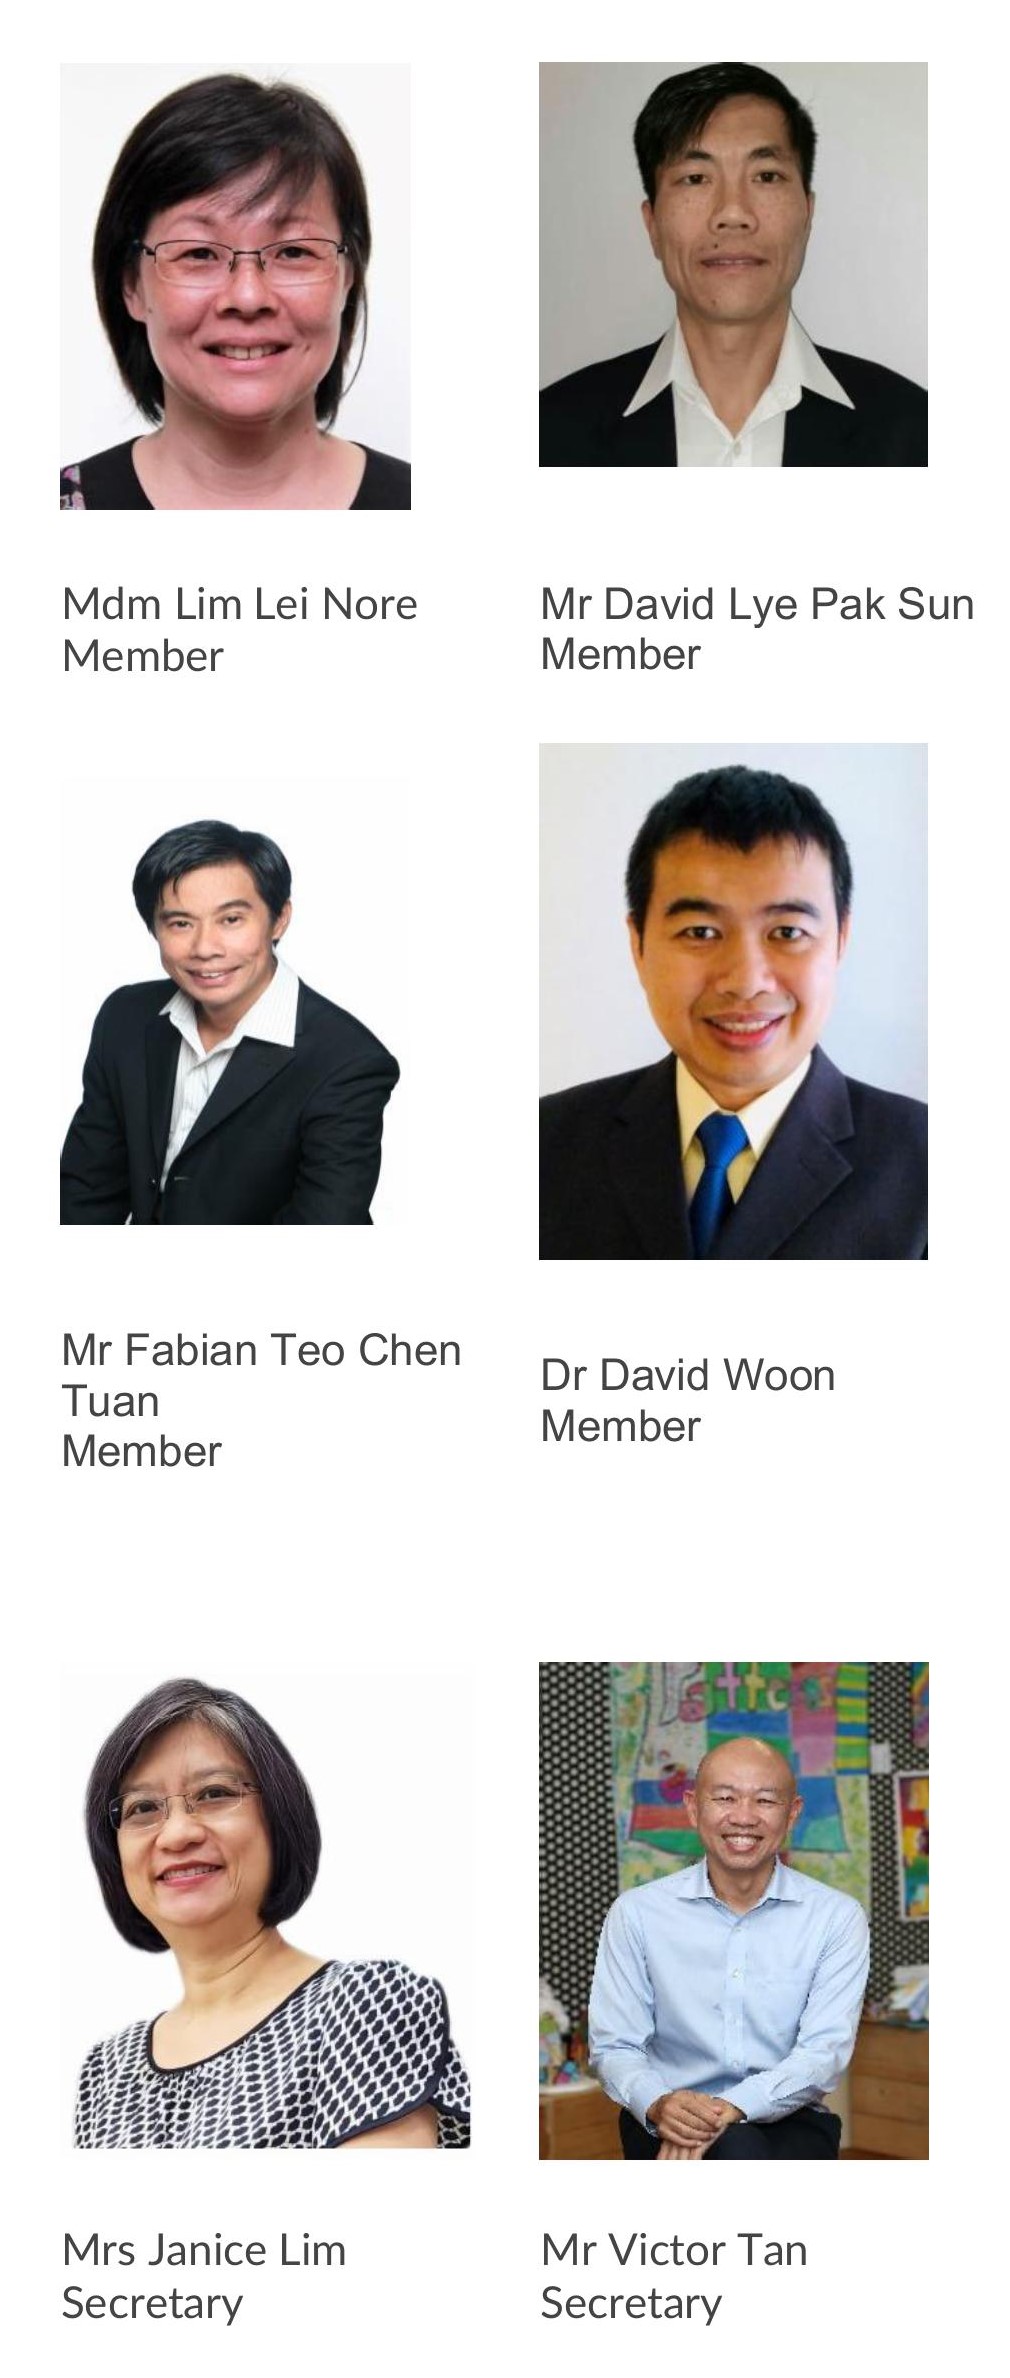 Mdm Lim Lei Nore
Member
Mr David Lye Pak Sun
Member
Mr Fabian Teo Chen
Tuan
Member
Dr David Woon
Member
Mrs Janice Lim
Secretary
Mr Victor Tan
Secretary